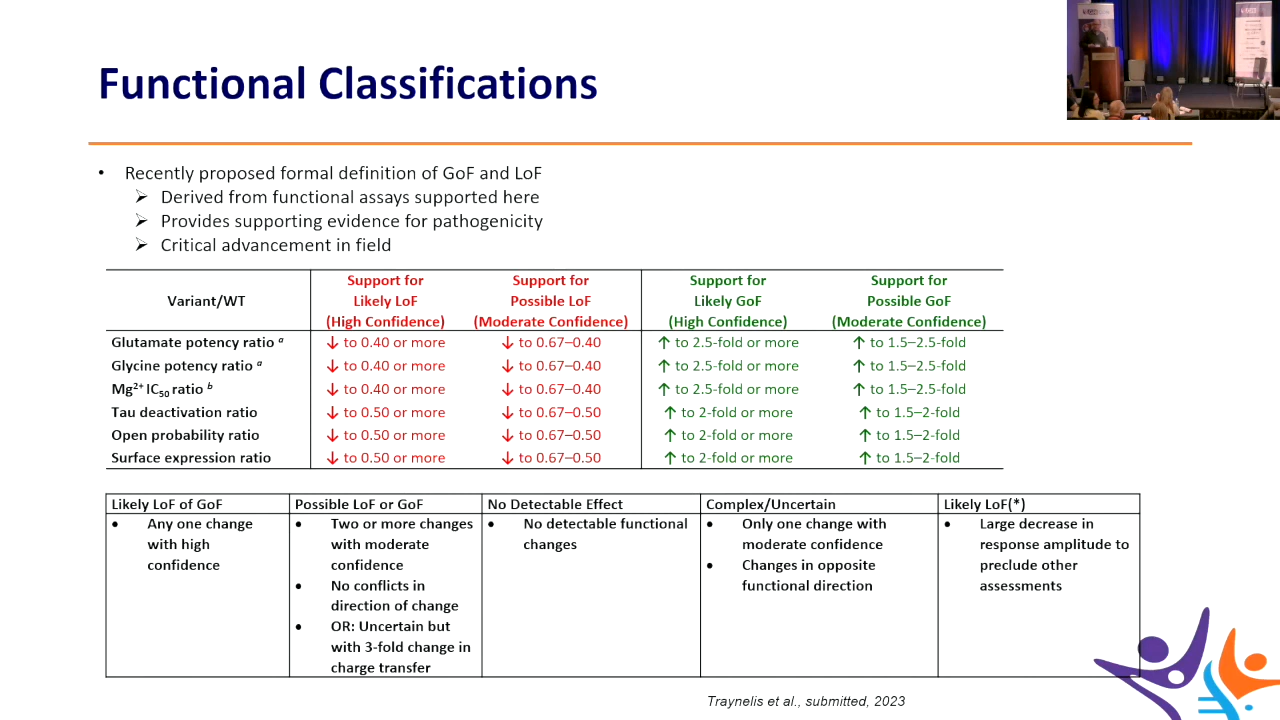 Functional Classifications
• Recently proposed formal definition of GoF and LoF
➢ Derived from functional assays supported here
➢ Provides supporting evidence for pathogenicity
➢ Critical advancement in field
Variant/WT
Support for Likely LoF (High Confidence)
Support for Possible LoF (Moderate Confidence)
Support for Likely GoF (High Confidence)
Support for Possible GoF (Moderate Confidence)
Glutamate potency ratio ᵃ ↓ to 0.40 or more ↓ to 0.67–0.40 ↑ to 2.5-fold or more ↑ to 1.5–2.5-fold
Glycine potency ratio ᵃ ↓ to 0.40 or more ↓ to 0.67–0.40 ↑ to 2.5-fold or more ↑ to 1.5–2.5-fold
Mg²⁺ IC₅₀ ratio ᵇ ↓ to 0.40 or more ↓ to 0.67–0.40 ↑ to 2.5-fold or more ↑ to 1.5–2.5-fold
Tau deactivation ratio ↓ to 0.50 or more ↓ to 0.67–0.50 ↑ to 2-fold or more ↑ to 1.5–2-fold
Open probability ratio ↓ to 0.50 or more ↓ to 0.67–0.50 ↑ to 2-fold or more ↑ to 1.5–2-fold
Surface expression ratio ↓ to 0.50 or more ↓ to 0.67–0.50 ↑ to 2-fold or more ↑ to 1.5–2-fold
Likely LoF of GoF
• Any one change
with high
confidence
Possible LoF or GoF
• Two or more changes
with moderate
confidence
• No conflicts in
direction of change
• OR: Uncertain but
with 3-fold change in
charge transfer
No Detectable Effect
• No detectable functional
changes
Complex/Uncertain
• Only one change with
moderate confidence
• Changes in opposite
functional direction
Likely LoF(*)
• Large decrease in
response amplitude to
preclude other
assessments
Traynelis et al., submitted, 2023